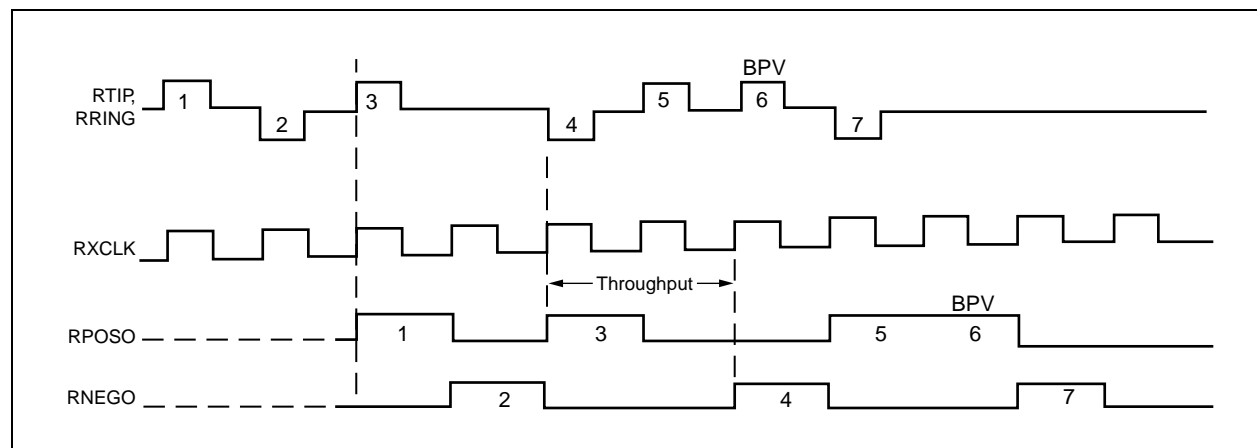 BPV
RTIP,
RRING
1 2 3 4 5 6 7
RXCLK
Throughput
BPV
RPOSO 1 3 5 6
RNEGO 2 4 7